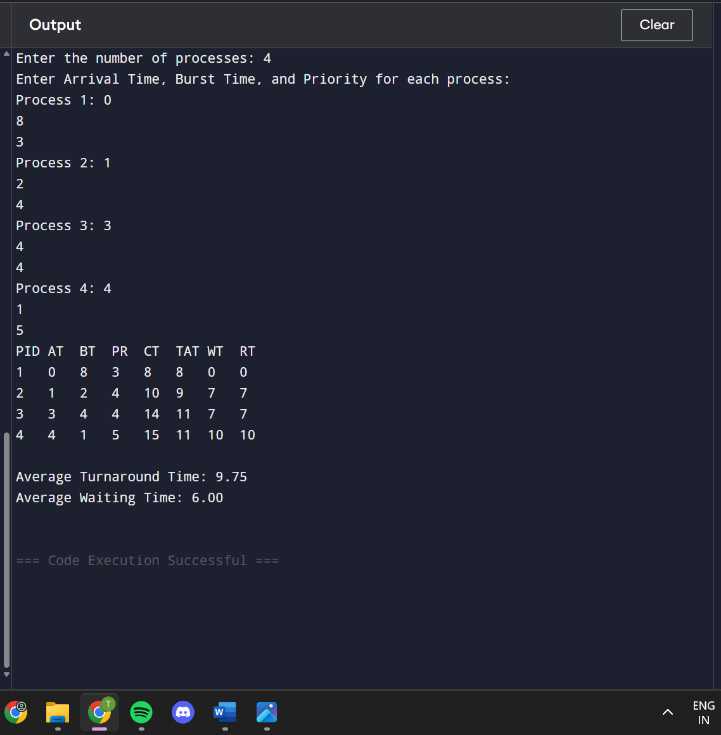 Output
Clear
Enter the number of processes: 4
Enter Arrival Time, Burst Time, and Priority for each process:
Process 1: 0
8
3
Process 2: 1
2
4
Process 3: 3
4
4
Process 4: 4
1
5
PID AT  BT  PR  CT  TAT WT  RT
1   0   8   3   8   8   0   0
2   1   2   4   10  9   7   7
3   3   4   4   14  11  7   7
4   4   1   5   15  11  10  10
Average Turnaround Time: 9.75
Average Waiting Time: 6.00
=== Code Execution Successful ===
T
W
ENG
IN